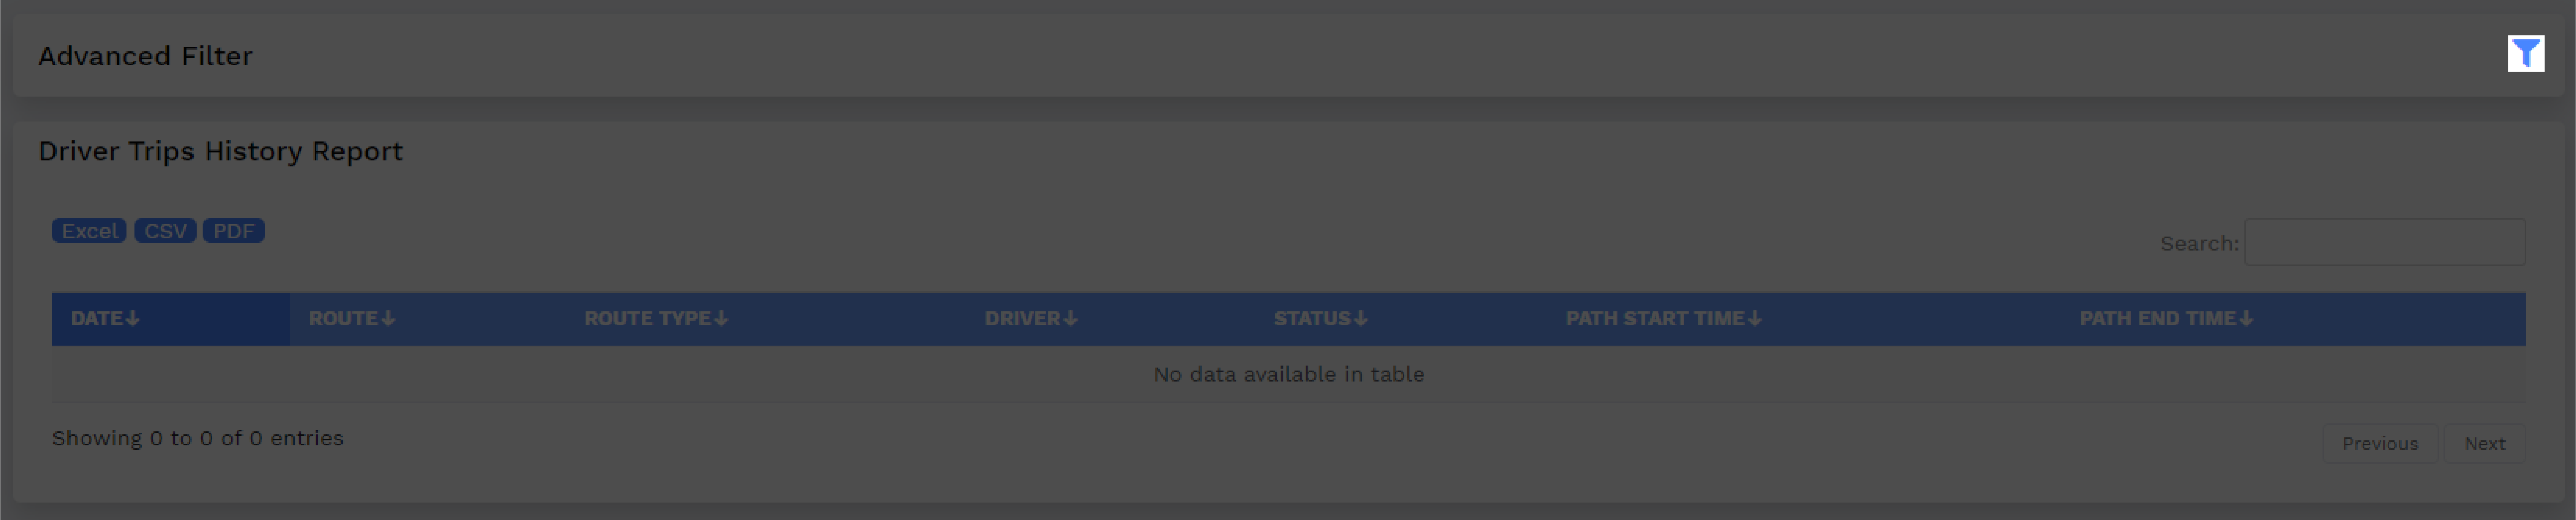 Advanced Filter
Driver Trips History Report
Excel CSV PDF
Search:
DATE↓ ROUTE↓ ROUTE TYPE↓ DRIVER↓ STATUS↓ PATH START TIME↓ PATH END TIME↓
No data available in table
Showing 0 to 0 of 0 entries
Previous Next